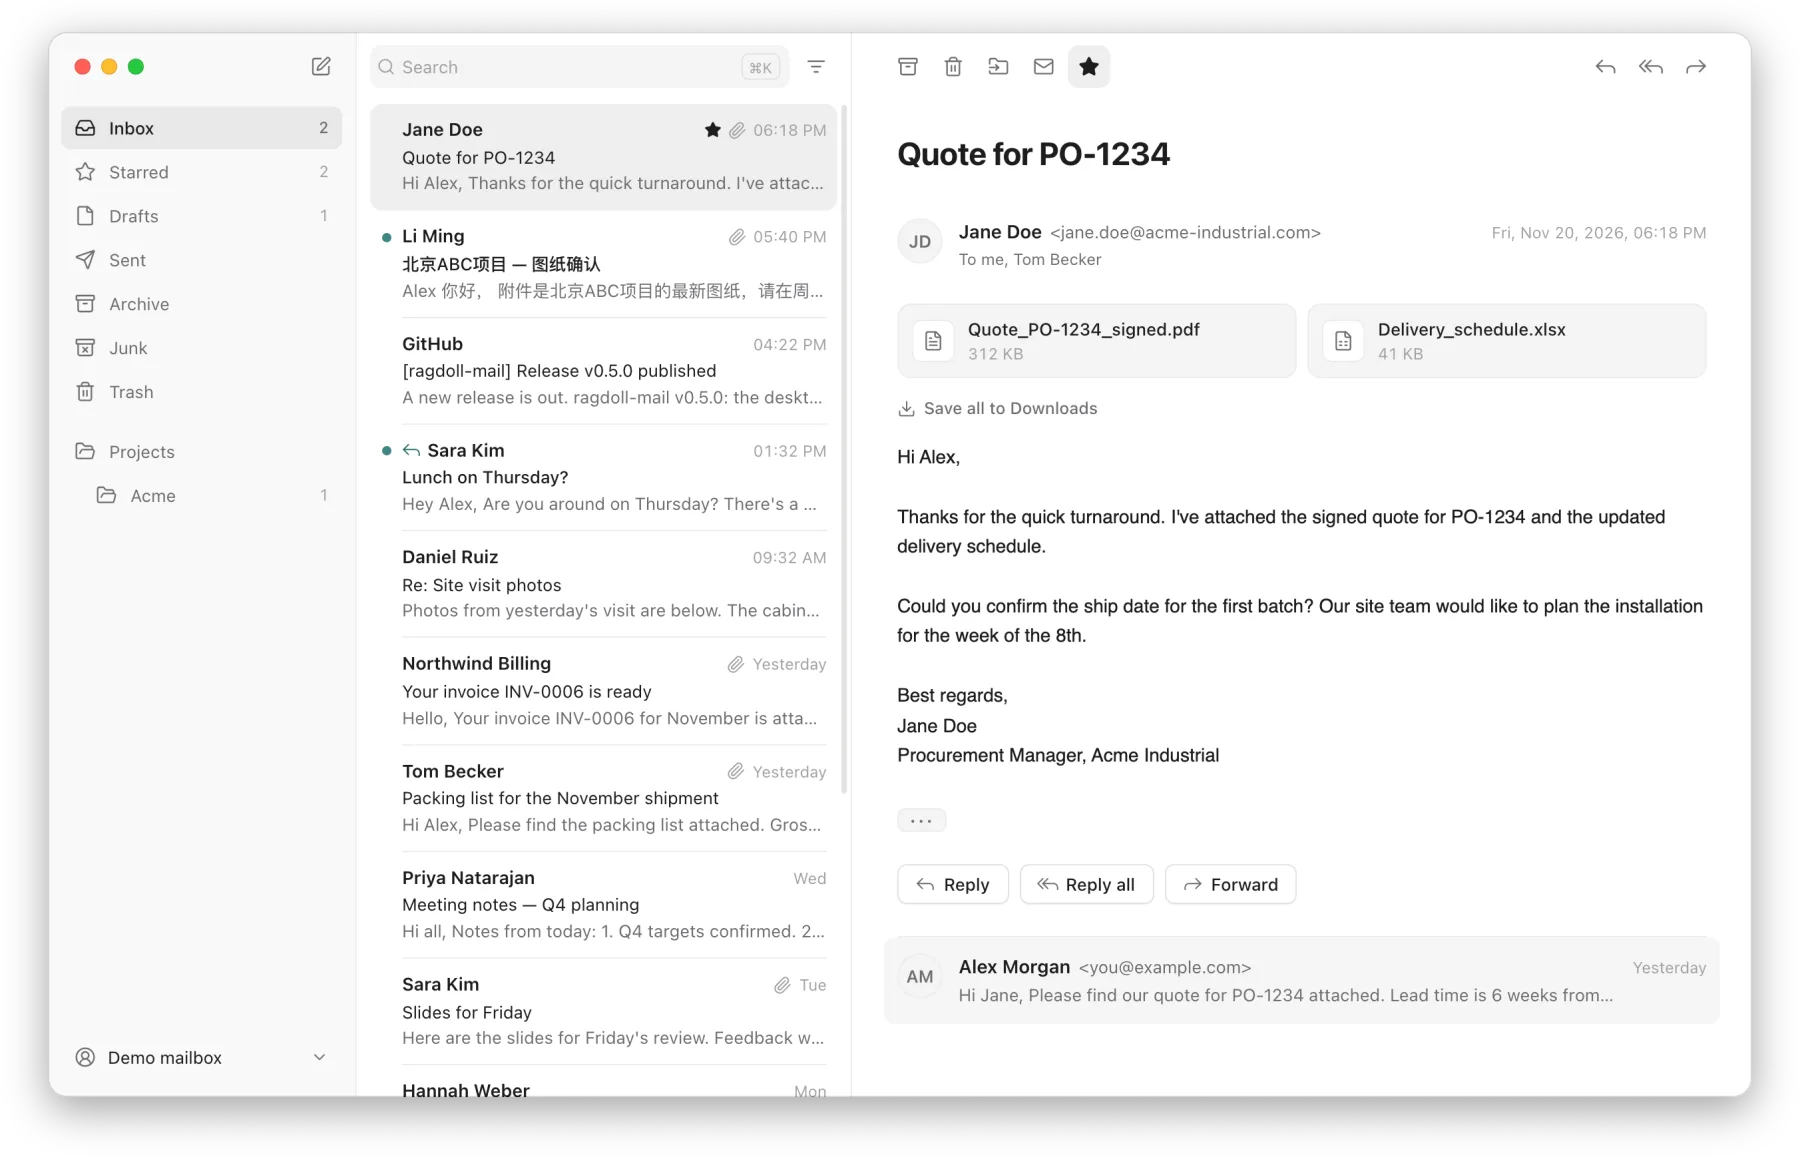 Inbox 2
Starred 2
Drafts 1
Sent
Archive
Junk
Trash
Projects
Acme 1
Demo mailbox
Search ⌘K
Jane Doe 06:18 PM
Quote for PO-1234
Hi Alex, Thanks for the quick turnaround. I've attac...
Li Ming 05:40 PM
北京ABC项目 — 图纸确认
Alex 你好， 附件是北京ABC项目的最新图纸，请在周...
GitHub 04:22 PM
[ragdoll-mail] Release v0.5.0 published
A new release is out. ragdoll-mail v0.5.0: the deskt...
Sara Kim 01:32 PM
Lunch on Thursday?
Hey Alex, Are you around on Thursday? There's a ...
Daniel Ruiz 09:32 AM
Re: Site visit photos
Photos from yesterday's visit are below. The cabin...
Northwind Billing Yesterday
Your invoice INV-0006 is ready
Hello, Your invoice INV-0006 for November is atta...
Tom Becker Yesterday
Packing list for the November shipment
Hi Alex, Please find the packing list attached. Gros...
Priya Natarajan Wed
Meeting notes — Q4 planning
Hi all, Notes from today: 1. Q4 targets confirmed. 2...
Sara Kim Tue
Slides for Friday
Here are the slides for Friday's review. Feedback w...
Hannah Weber Mon
Quote for PO-1234
JD
Jane Doe <jane.doe@acme-industrial.com> Fri, Nov 20, 2026, 06:18 PM
To me, Tom Becker
Quote_PO-1234_signed.pdf
312 KB
Delivery_schedule.xlsx
41 KB
Save all to Downloads
Hi Alex,
Thanks for the quick turnaround. I've attached the signed quote for PO-1234 and the updated
delivery schedule.
Could you confirm the ship date for the first batch? Our site team would like to plan the installation
for the week of the 8th.
Best regards,
Jane Doe
Procurement Manager, Acme Industrial
...
Reply Reply all Forward
AM
Alex Morgan <you@example.com> Yesterday
Hi Jane, Please find our quote for PO-1234 attached. Lead time is 6 weeks from...